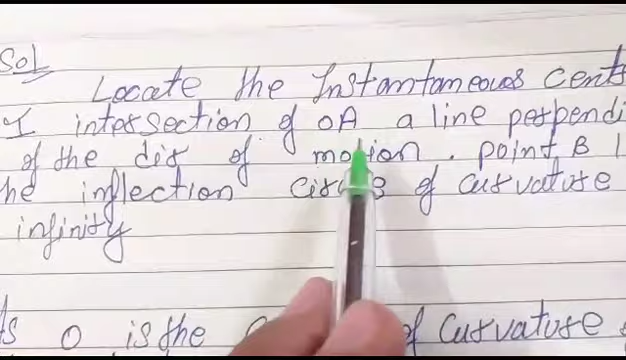 Sol
Locate the Instantaneous cent
I intersection of OA a line perpendi
of the dir of motion. point B l
he inflection circle of curvature
infinity
As O is the of curvature